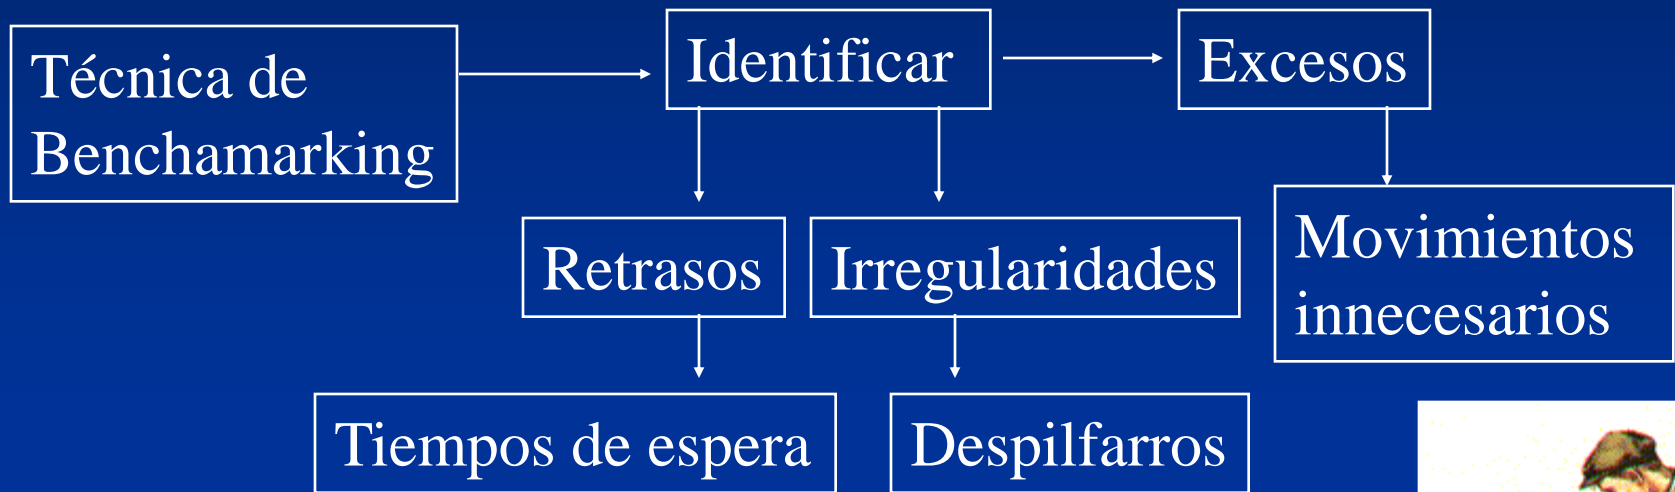 Técnica de
Benchamarking
Identificar
Excesos
Retrasos
Irregularidades
Movimientos
innecesarios
Tiempos de espera
Despilfarros